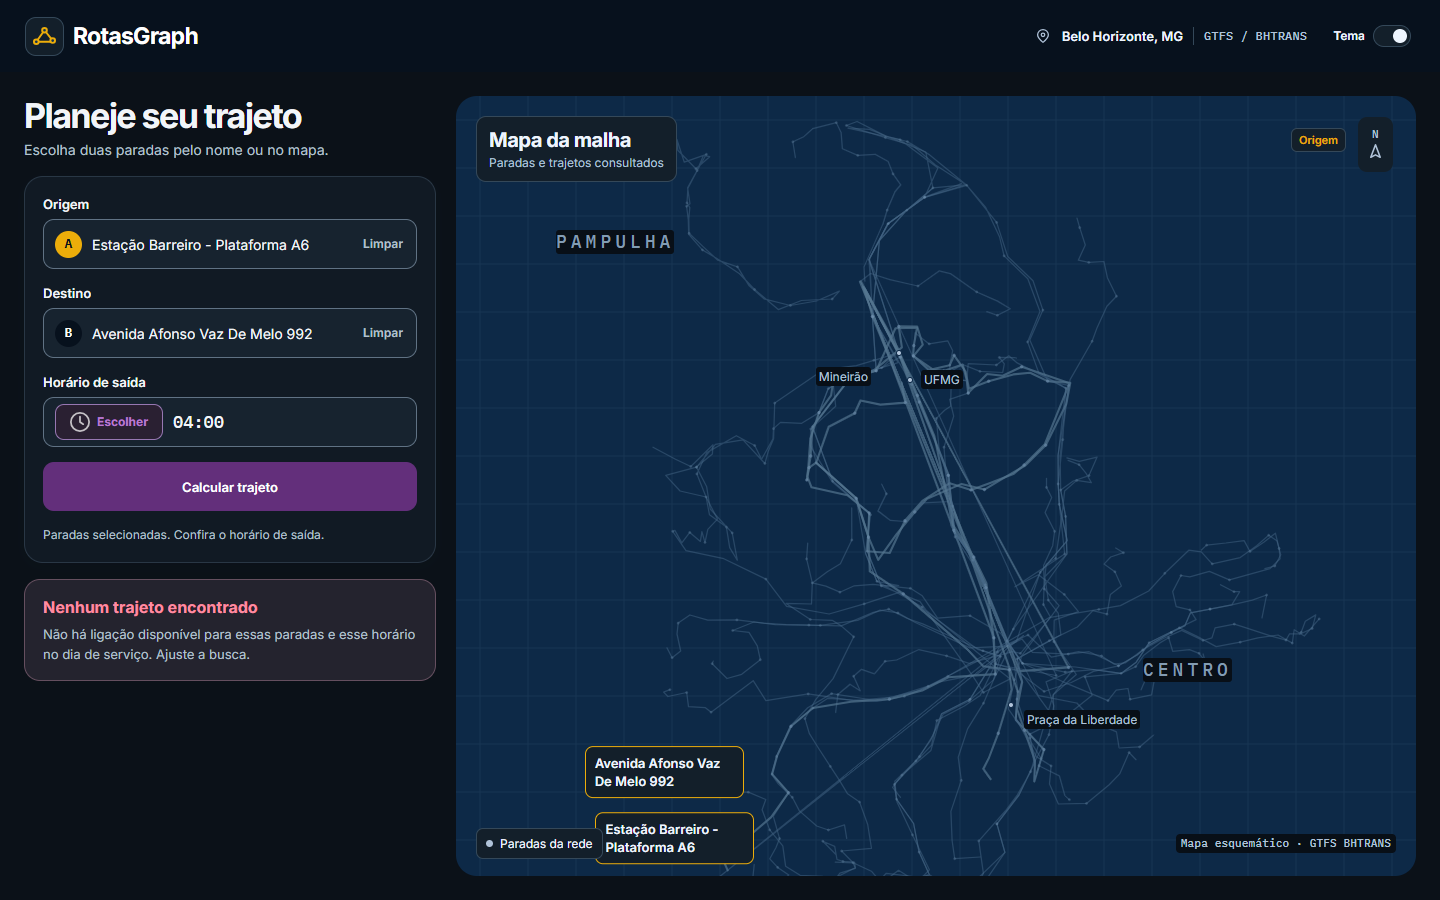 RotasGraph
Belo Horizonte, MG
GTFS / BHTRANS
Tema
Planeje seu trajeto
Escolha duas paradas pelo nome ou no mapa.
Origem
A
Estação Barreiro - Plataforma A6
Limpar
Destino
B
Avenida Afonso Vaz De Melo 992
Limpar
Horário de saída
Escolher
04:00
Calcular trajeto
Paradas selecionadas. Confira o horário de saída.
Nenhum trajeto encontrado
Não há ligação disponível para essas paradas e esse horário
no dia de serviço. Ajuste a busca.
Mapa da malha
Paradas e trajetos consultados
Origem
N
PAMPULHA
Mineirão
UFMG
CENTRO
Praça da Liberdade
Avenida Afonso Vaz
De Melo 992
Estação Barreiro -
Plataforma A6
Paradas da rede
Mapa esquemático · GTFS BHTRANS